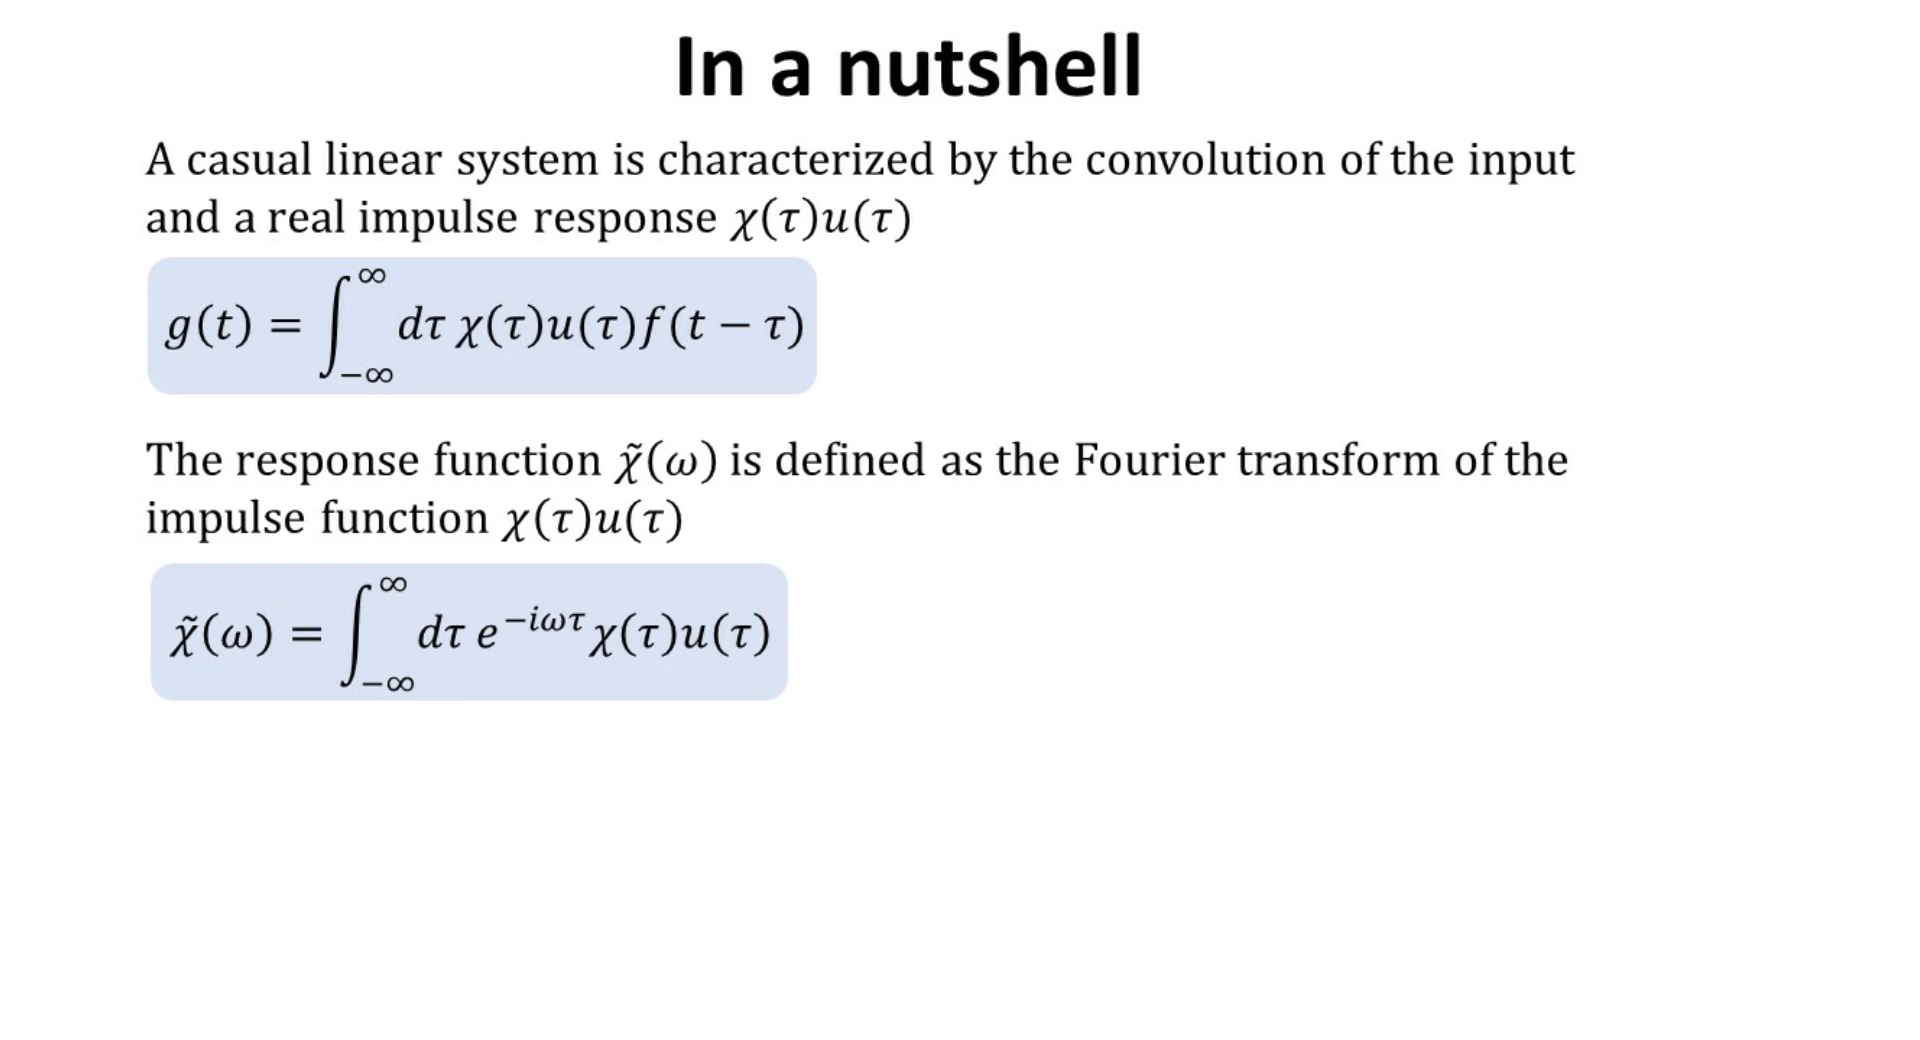 In a nutshell
A casual linear system is characterized by the convolution of the input
and a real impulse response χ(τ)u(τ)
g(t) = ∫_{−∞}^{∞} dτ χ(τ)u(τ)f(t − τ)
The response function χ̃(ω) is defined as the Fourier transform of the
impulse function χ(τ)u(τ)
χ̃(ω) = ∫_{−∞}^{∞} dτ e^{−iωτ} χ(τ)u(τ)